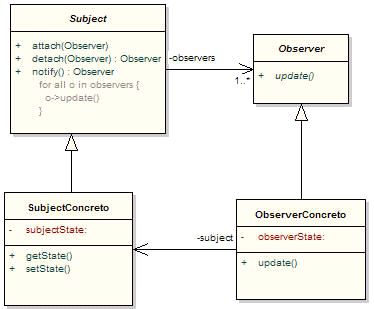 Subject
+ attach(Observer)
+ detach(Observer) : Observer
+ notify() : Observer
for all o in observers {
o->update()
}
-observers
1..*
Observer
+ update()
SubjectConcreto
- subjectState:
+ getState()
+ setState()
-subject
ObserverConcreto
- observerState:
+ update()